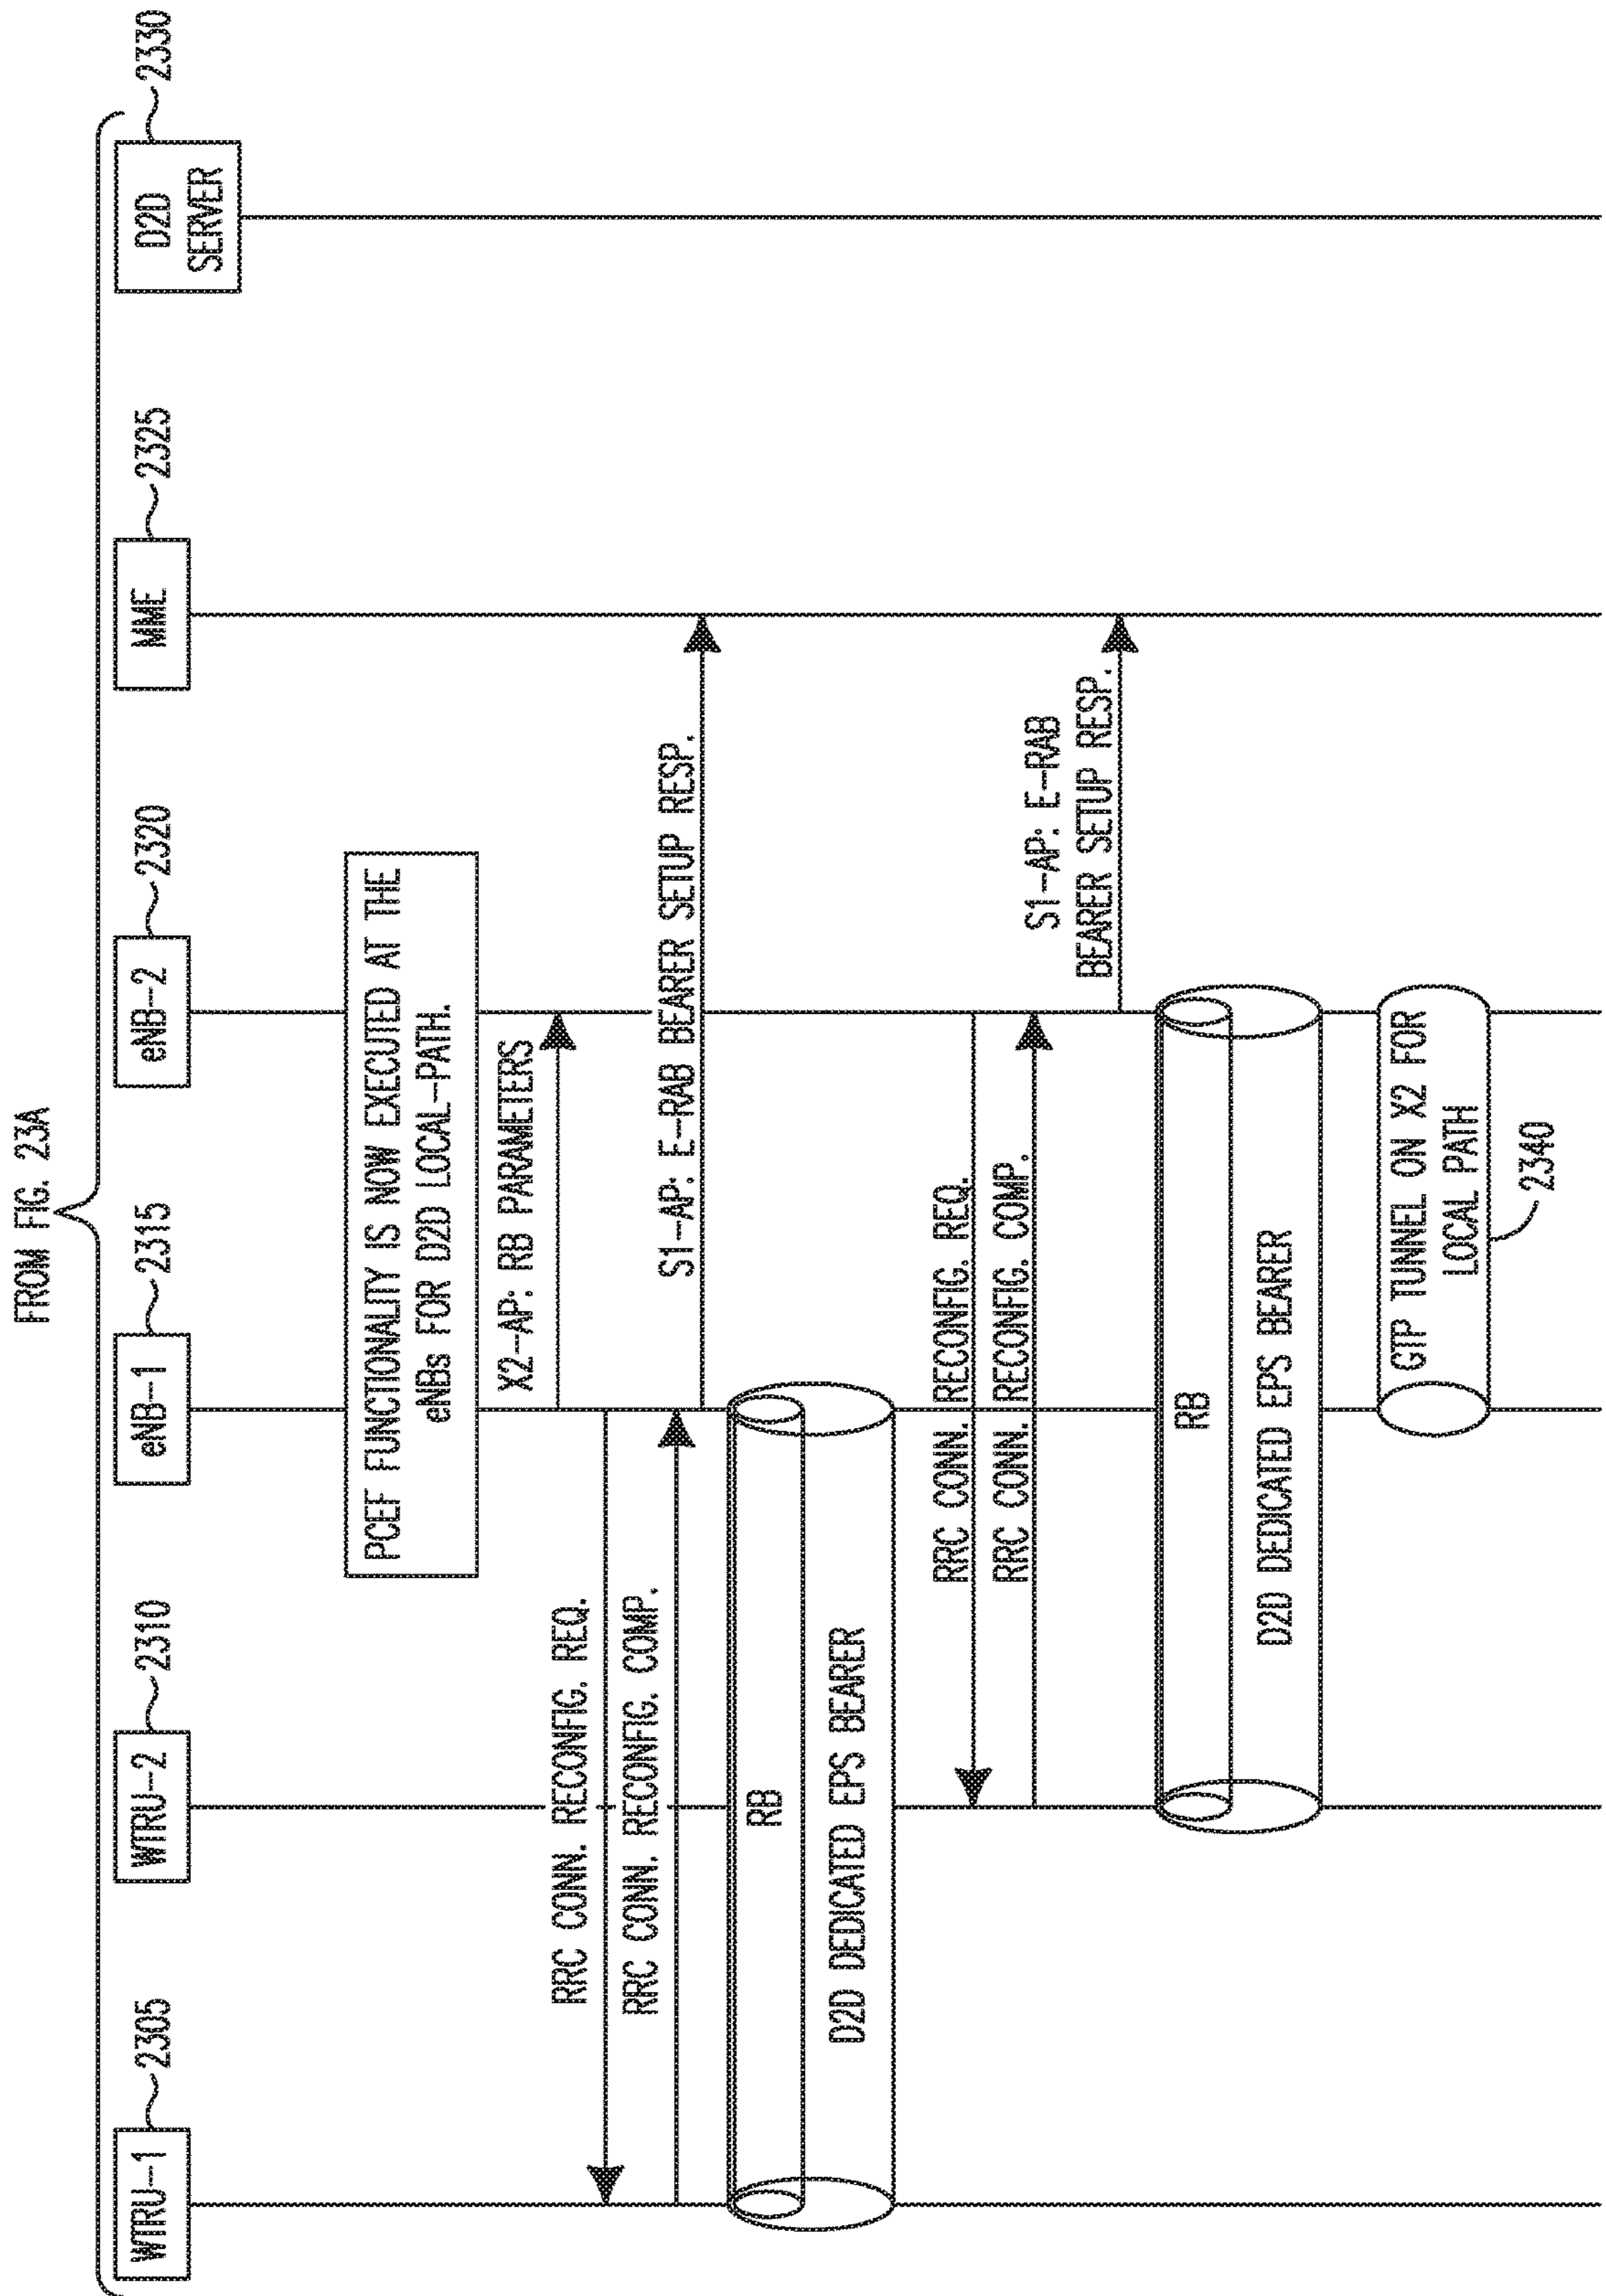 FROM FIG. 23A
WTRU-1
2305
WTRU-2
2310
eNB-1
2315
eNB-2
2320
MME
2325
D2D
SERVER
2330
PCEF FUNCTIONALITY IS NOW EXECUTED AT THE
eNBs FOR D2D LOCAL-PATH.
X2-AP: RB PARAMETERS
RRC CONN. RECONFIG. REQ.
RRC CONN. RECONFIG. COMP.
S1-AP: E-RAB BEARER SETUP RESP.
RB
D2D DEDICATED EPS BEARER
RRC CONN. RECONFIG. REQ.
RRC CONN. RECONFIG. COMP.
S1-AP: E-RAB
BEARER SETUP RESP.
RB
D2D DEDICATED EPS BEARER
GTP TUNNEL ON X2 FOR
LOCAL PATH
2340